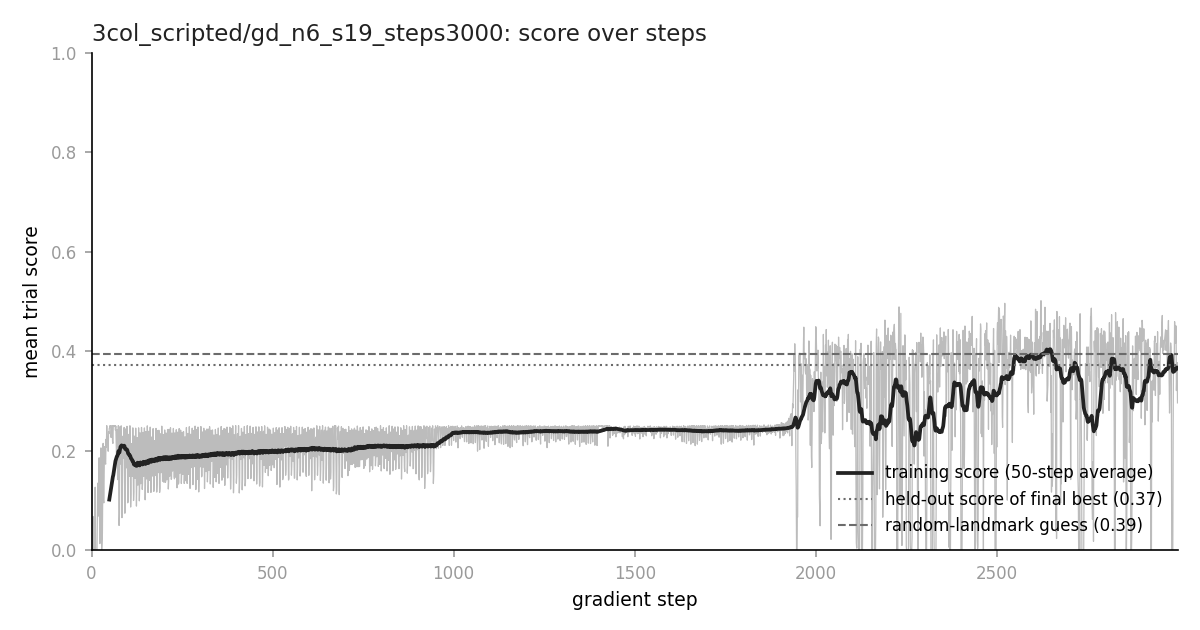 3col_scripted/gd_n6_s19_steps3000: score over steps
1.0
0.8
0.6
0.4
0.2
0.0
mean trial score
training score (50-step average)
held-out score of final best (0.37)
random-landmark guess (0.39)
0 500 1000 1500 2000 2500
gradient step